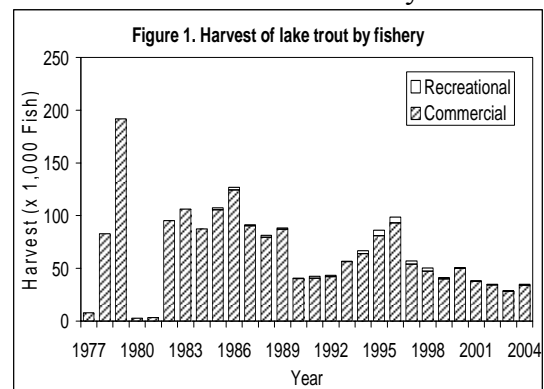 Figure 1. Harvest of lake trout by fishery
250
200
150
100
50
0
Harvest (x 1,000 Fish)
Recreational
Commercial
1977 1980 1983 1986 1989 1992 1995 1998 2001 2004
Year